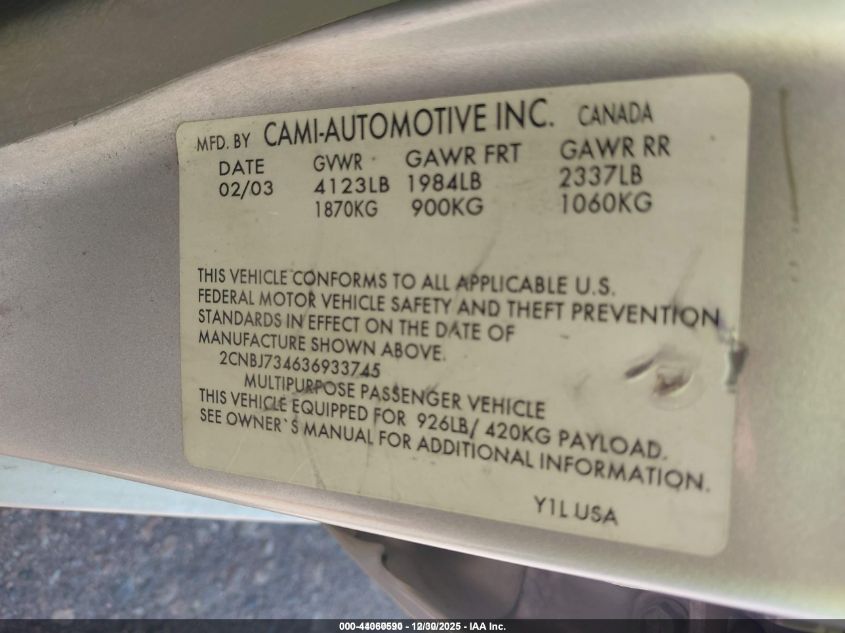 MFD. BY CAMI-AUTOMOTIVE INC. CANADA
DATE GVWR GAWR FRT GAWR RR
02/03 4123LB 1984LB 2337LB
1870KG 900KG 1060KG
THIS VEHICLE CONFORMS TO ALL APPLICABLE U.S.
FEDERAL MOTOR VEHICLE SAFETY AND THEFT PREVENTION
STANDARDS IN EFFECT ON THE DATE OF
MANUFACTURE SHOWN ABOVE.
2CNBJ734636933745
MULTIPURPOSE PASSENGER VEHICLE
THIS VEHICLE EQUIPPED FOR 926LB/ 420KG PAYLOAD.
SEE OWNER`S MANUAL FOR ADDITIONAL INFORMATION.
Y1L USA
000-44060590 - 12/30/2025 - IAA Inc.